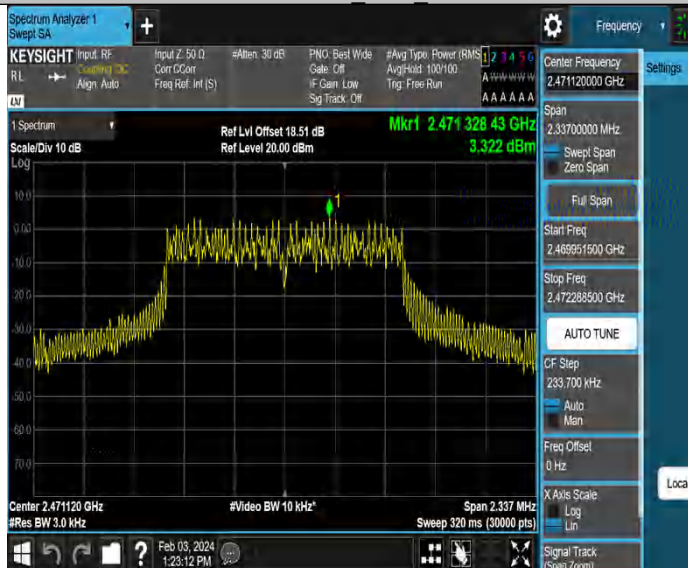 Spectrum Analyzer 1
Swept SA
Frequency
KEYSIGHT
RL
Input: RF
Coupling: DC
Align: Auto
Input Z: 50 Ω
Corr CCorr
Freq Ref: Int (S)
#Atten: 30 dB
PNO: Best Wide
Gate: Off
IF Gain: Low
Sig Track: Off
#Avg Type: Power (RMS
Avg|Hold: 100/100
Trig: Free Run
1 2 3 4 5 6
A W W W W W
A A A A A A
LXI
1 Spectrum
Scale/Div 10 dB
Log
Ref Lvl Offset 18.51 dB
Ref Level 20.00 dBm
Mkr1 2.471 328 43 GHz
3.322 dBm
10.0
0.00
-10.0
-20.0
-30.0
-40.0
-50.0
-60.0
-70.0
1
Center 2.471120 GHz
#Res BW 3.0 kHz
#Video BW 10 kHz*
Span 2.337 MHz
Sweep 320 ms (30000 pts)
Feb 03, 2024
1:23:12 PM
?
Center Frequency
2.471120000 GHz
Settings
Span
2.33700000 MHz
Swept Span
Zero Span
Full Span
Start Freq
2.469951500 GHz
Stop Freq
2.472288500 GHz
AUTO TUNE
CF Step
233.700 kHz
Auto
Man
Freq Offset
0 Hz
X Axis Scale
Log
Lin
Local
Signal Track
(Span Zoom)